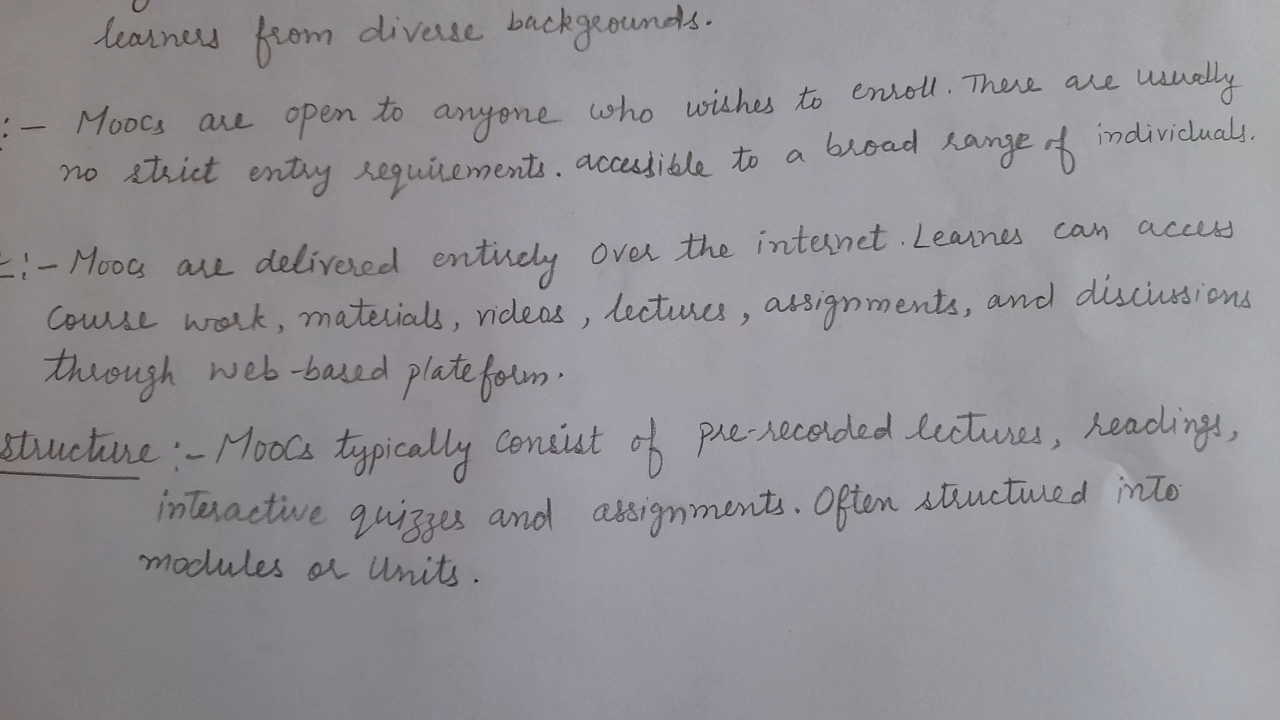 learners from diverse backgrounds.
:- MOOCs are open to anyone who wishes to enroll. There are usually
no strict entry requirements. accessible to a broad range of individuals.
:- MOOCs are delivered entirely over the internet. Learnes can access
course work, materials, videos, lectures, assignments, and discussions
through web-based plateform.
structure :- MOOCs typically consist of pre-recorded lectures, readings,
interactive quizzes and assignments. Often structured into
modules or Units.